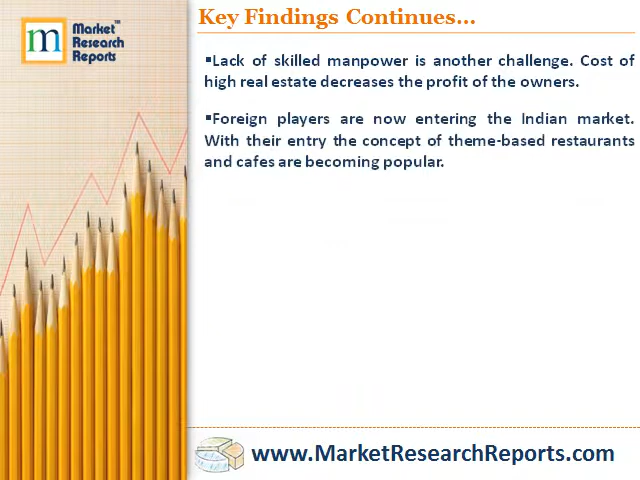 Key Findings Continues...
m
Market™
Research
Reports
▪Lack of skilled manpower is another challenge. Cost of
high real estate decreases the profit of the owners.
▪Foreign players are now entering the Indian market.
With their entry the concept of theme-based restaurants
and cafes are becoming popular.
www.MarketResearchReports.com